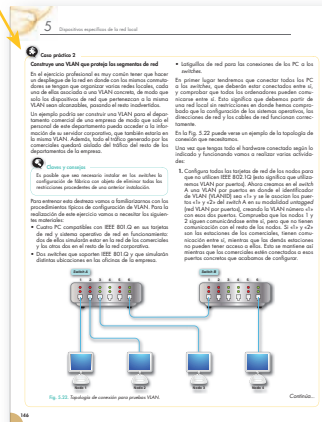 5 Dispositivos específicos de la red local
Caso práctico 2
Construye una VLAN que proteja los segmentos de red
En el ejercicio profesional es muy común tener que hacer
un despliegue de la red en donde con los mismos conmuta-
dores se tengan que organizar varias redes locales, cada
una de ellas asociada a una VLAN concreta, de modo que
solo los dispositivos de red que pertenezcan a la misma
VLAN sean alcanzables, pasando el resto inadvertidos.
Un ejemplo podría ser construir una VLAN para el depar-
tamento comercial de una empresa de modo que solo el
personal de este departamento pueda acceder a la infor-
mación de su servidor corporativo, que también estaría en
la misma VLAN. Además, todo el tráfico generado por los
comerciales quedará aislado del tráfico del resto de los
departamentos de la empresa.
Claves y consejos
Es posible que sea necesario instalar en los switches la
configuración de fábrica con objeto de eliminar todas las
restricciones procedentes de una anterior instalación.
Para entrenar esta destreza vamos a familiarizarnos con los
procedimientos típicos de configuración de VLAN. Para la
realización de este ejercicio vamos a necesitar los siguien-
tes materiales:
• Cuatro PC compatibles con IEEE 801.Q en sus tarjetas
de red y sistema operativo de red en funcionamiento:
dos de ellos simularán estar en la red de los comerciales
y los otros dos en el resto de la red corporativa.
• Dos switches que soporten IEEE 801.Q y que simularán
distintas ubicaciones en las oficinas de la empresa.
• Latiguillos de red para las conexiones de los PC a los
switches.
En primer lugar tendremos que conectar todos los PC
a los switches, que deberán estar conectados entre sí,
y comprobar que todos los ordenadores pueden comu-
nicarse entre sí. Esto significa que debemos partir de
una red local sin restricciones en donde hemos compro-
bado que la configuración de los sistemas operativos, las
direcciones de red y los cables de red funcionan correc-
tamente.
En la Fig. 5.22 puede verse un ejemplo de la topología de
conexión que necesitamos.
Una vez que tengas todo el hardware conectado según lo
indicado y funcionando vamos a realizar varias activida-
des:
1. Configura todas las tarjetas de red de los nodos para
que no utilicen IEEE 802.1Q (esto significa que utiliza-
remos VLAN por puerto). Ahora creamos en el switch
A una VLAN por puertos en donde el identificador
de VLAN (VLANID) sea «1» y se le asocian los puer-
tos «1» y «2» del switch A en su modalidad untagged
(red VLAN por puertos), creando la VLAN número «1»
con esos dos puertos. Comprueba que los nodos 1 y
2 siguen comunicándose entre sí, pero que no tienen
comunicación con el resto de los nodos. Si «1» y «2»
son las estaciones de los comerciales, tienen comu-
nicación entre sí, mientras que las demás estaciones
no pueden tener acceso a ellas. Esto se mantiene así
mientras que los comerciales estén conectados a esos
puertos concretos que acabamos de configurar.
Switch A
Switch B
Nodo 1
Nodo 2
Nodo 3
Nodo 4
Fig. 5.22. Topología de conexión para pruebas VLAN.
Continúa...
146